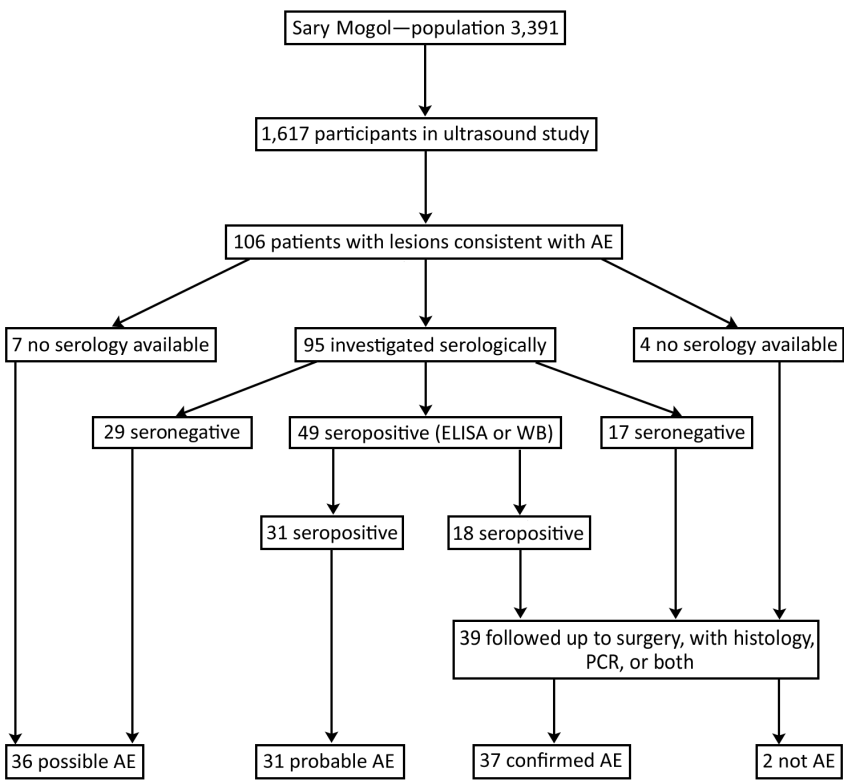 Sary Mogol—population 3,391
1,617 participants in ultrasound study
106 patients with lesions consistent with AE
7 no serology available
95 investigated serologically
4 no serology available
29 seronegative
49 seropositive (ELISA or WB)
17 seronegative
31 seropositive
18 seropositive
39 followed up to surgery, with histology,
PCR, or both
36 possible AE
31 probable AE
37 confirmed AE
2 not AE